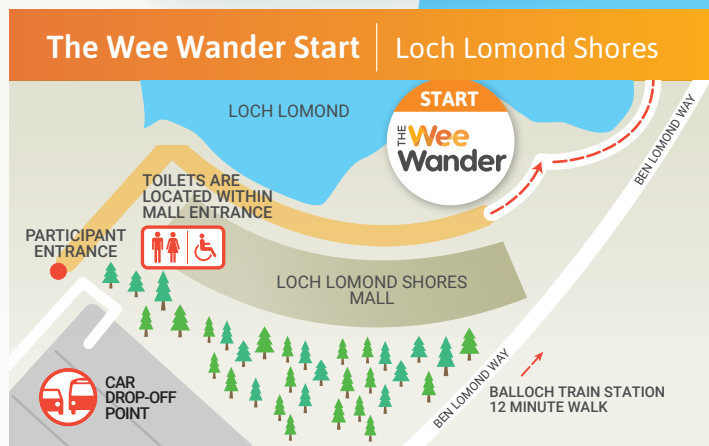 The Wee Wander Start | Loch Lomond Shores
LOCH LOMOND
START
THE Wee
Wander
BEN LOMOND WAY
TOILETS ARE
LOCATED WITHIN
MALL ENTRANCE
PARTICIPANT
ENTRANCE
LOCH LOMOND SHORES
MALL
BEN LOMOND WAY
CAR
DROP-OFF
POINT
BALLOCH TRAIN STATION
12 MINUTE WALK